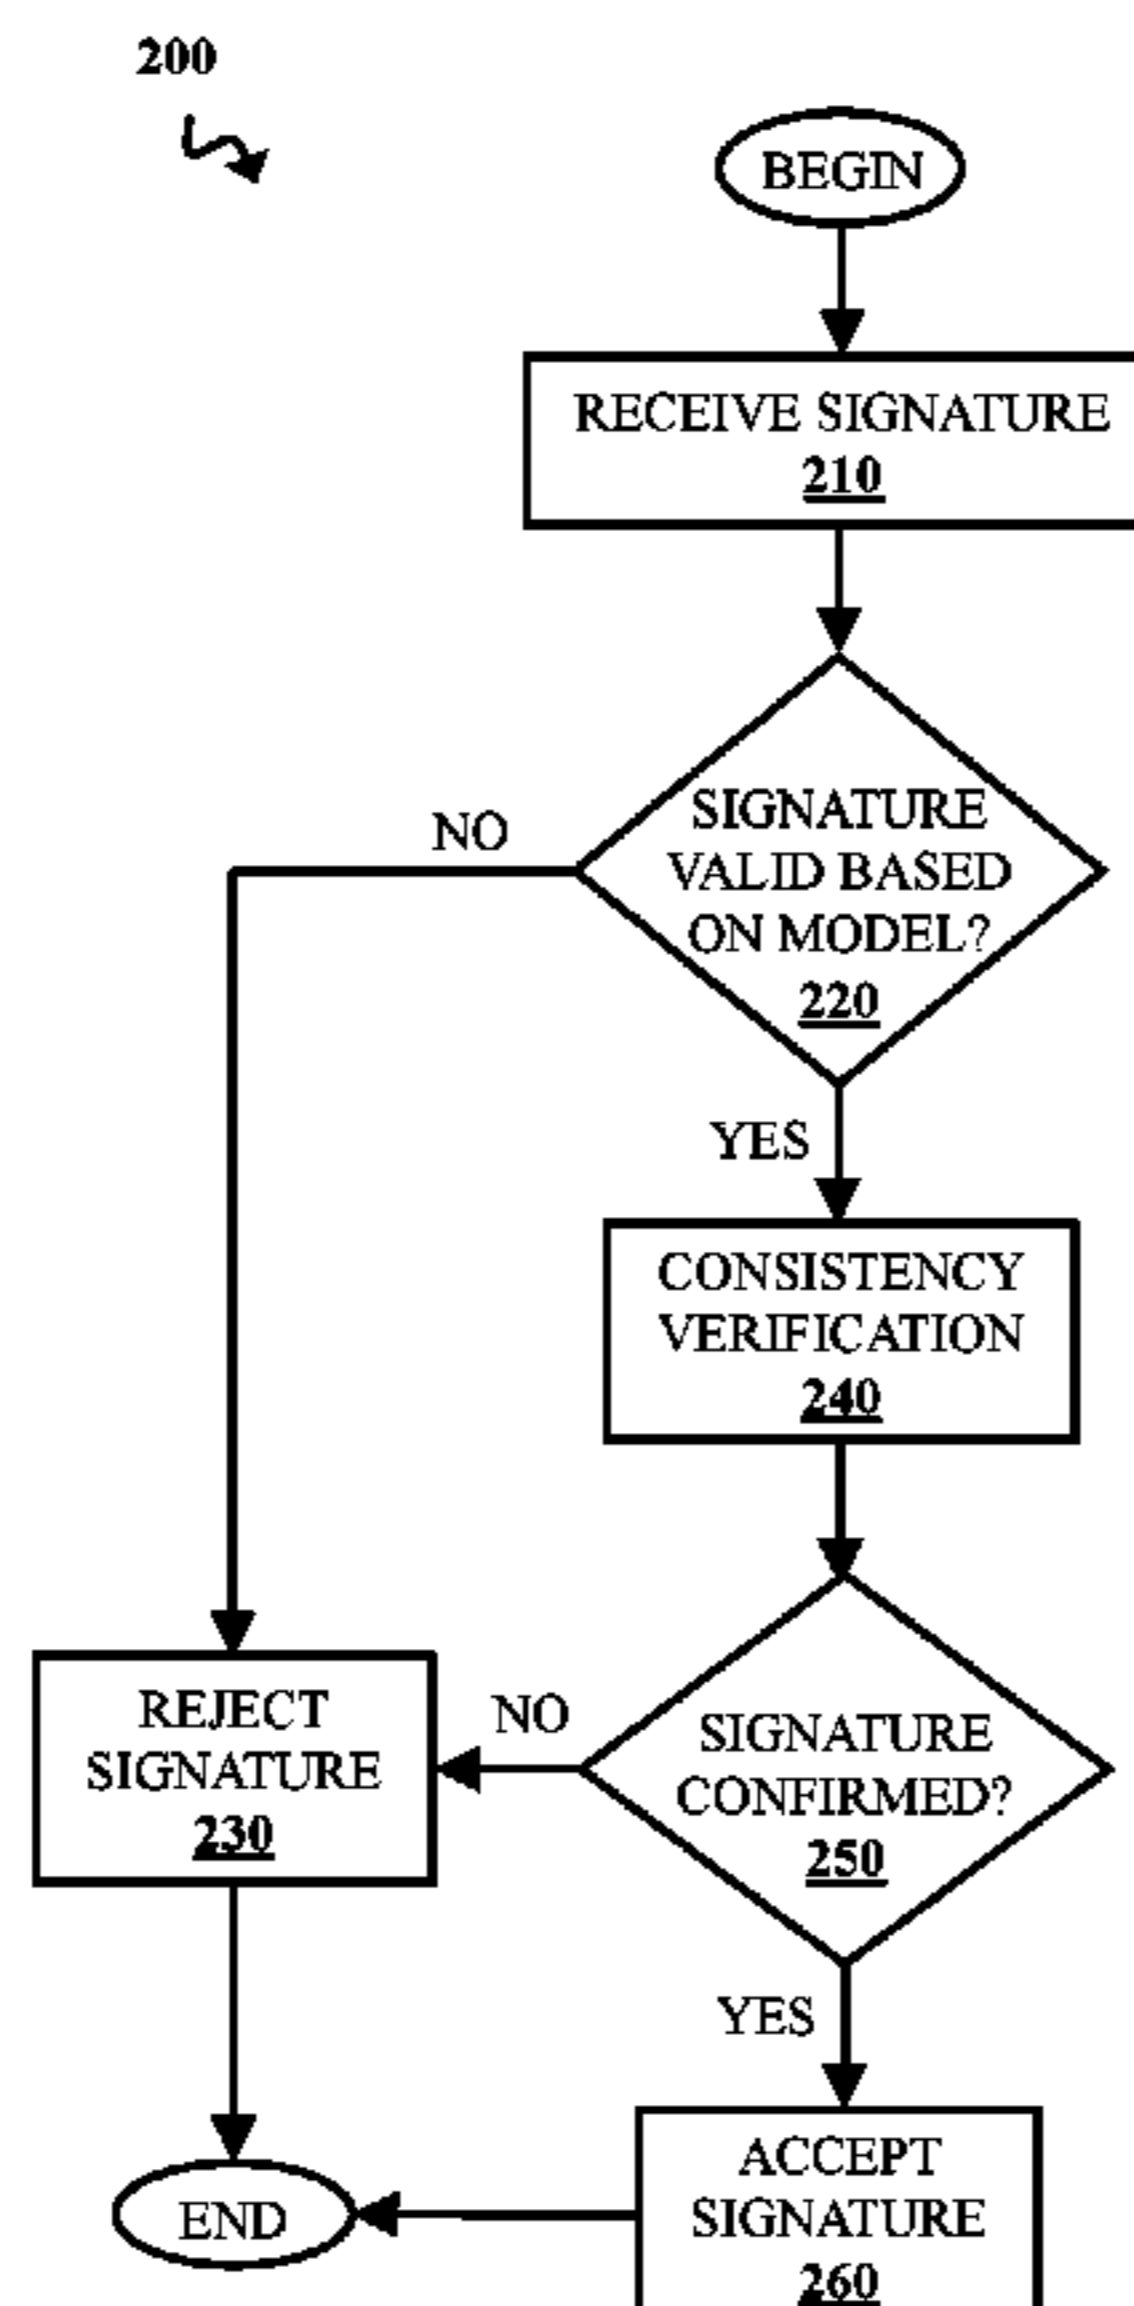 200
BEGIN
RECEIVE SIGNATURE
210
SIGNATURE
VALID BASED
ON MODEL?
220
NO
YES
CONSISTENCY
VERIFICATION
240
REJECT
SIGNATURE
230
NO
SIGNATURE
CONFIRMED?
250
YES
ACCEPT
SIGNATURE
260
END